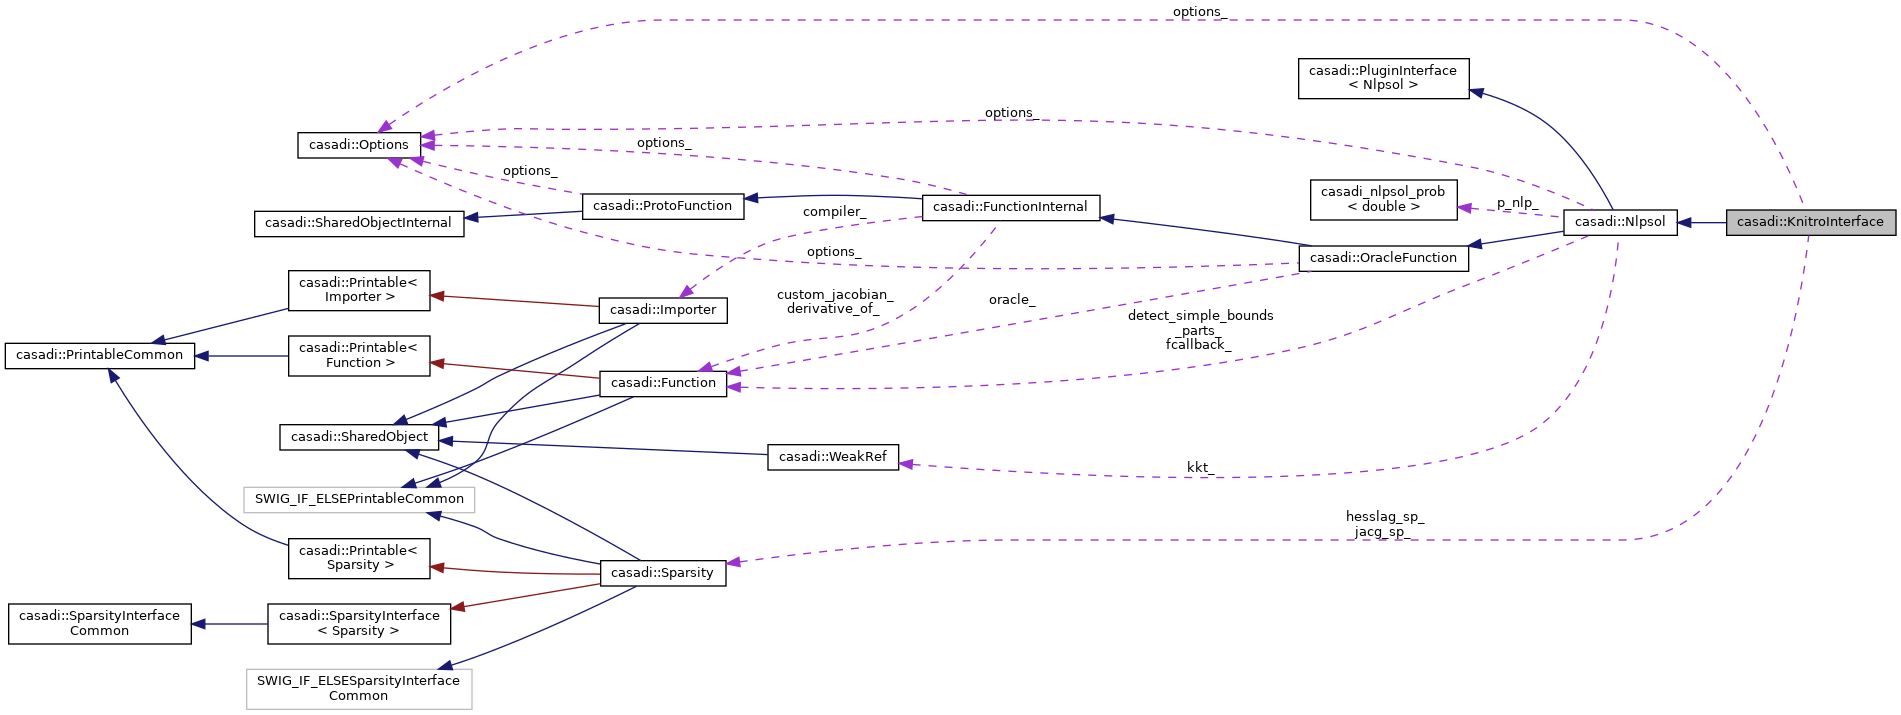 options_
casadi::PluginInterface
< Nlpsol >
options_
casadi::Options
options_
options_
casadi_nlpsol_prob
< double >
p_nlp_
casadi::ProtoFunction
casadi::FunctionInternal
compiler_
casadi::SharedObjectInternal
casadi::Nlpsol
casadi::KnitroInterface
options_
casadi::OracleFunction
casadi::Printable<
Importer >
casadi::Importer
custom_jacobian_
derivative_of_
oracle_
detect_simple_bounds
_parts_
fcallback_
casadi::PrintableCommon
casadi::Printable<
Function >
casadi::Function
casadi::SharedObject
casadi::WeakRef
kkt_
SWIG_IF_ELSEPrintableCommon
hesslag_sp_
jacg_sp_
casadi::Printable<
Sparsity >
casadi::Sparsity
casadi::SparsityInterface
Common
casadi::SparsityInterface
< Sparsity >
SWIG_IF_ELSESparsityInterface
Common